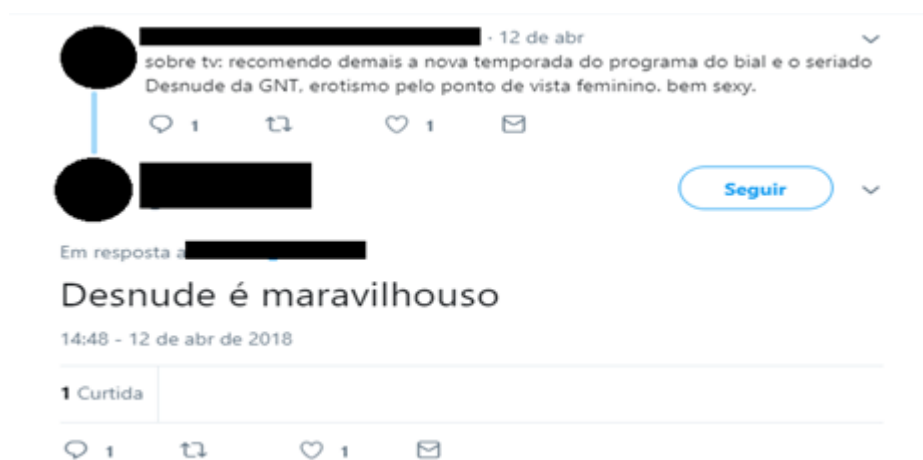 · 12 de abr
sobre tv: recomendo demais a nova temporada do programa do bial e o seriado
Desnude da GNT, erotismo pelo ponto de vista feminino. bem sexy.
1 1
Seguir
Em resposta a
Desnude é maravilhouso
14:48 - 12 de abr de 2018
1 Curtida
1 1